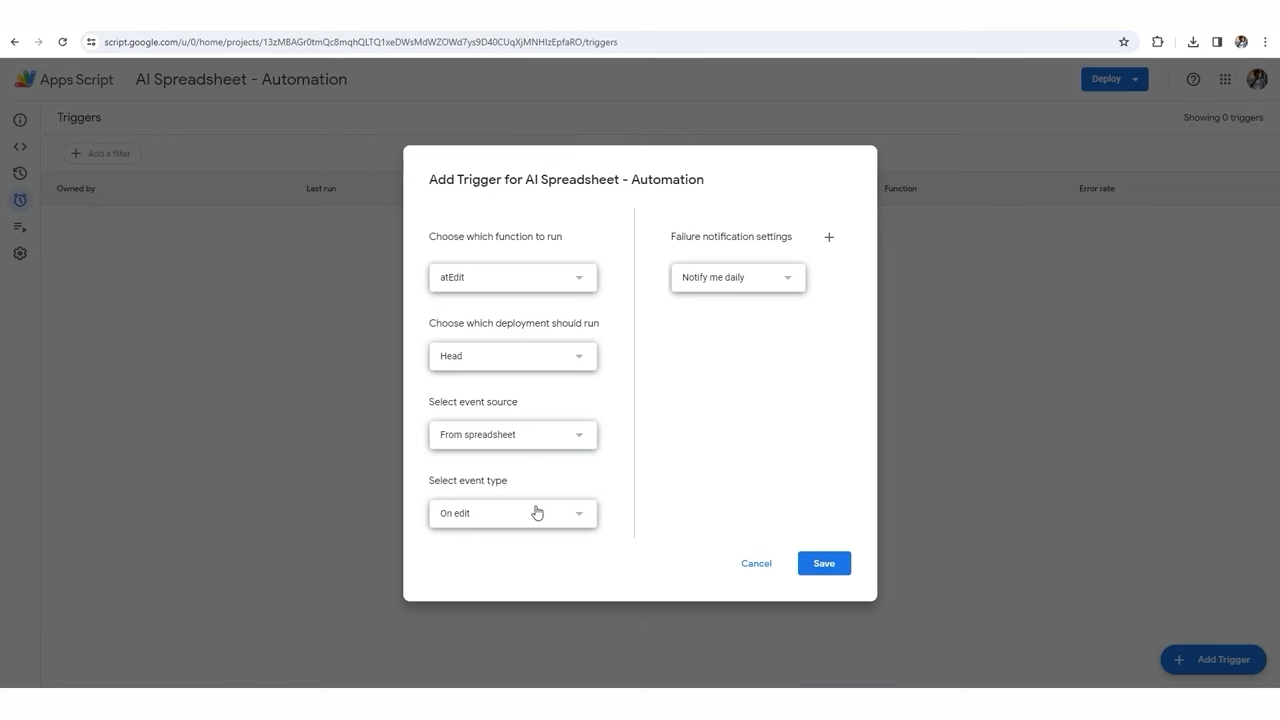 script.google.com/u/0/home/projects/13zMBAGr0tmQc8mqhQLTQ1xeDWsMdWZOWd7ys9D40CUqXjMNHIzEpfaRO/triggers
Apps Script
AI Spreadsheet - Automation
Deploy
Triggers
Showing 0 triggers
Add a filter
Owned by
Last run
Function
Error rate
Add Trigger for AI Spreadsheet - Automation
Choose which function to run
atEdit
Choose which deployment should run
Head
Select event source
From spreadsheet
Select event type
On edit
Failure notification settings
Notify me daily
Cancel
Save
Add Trigger